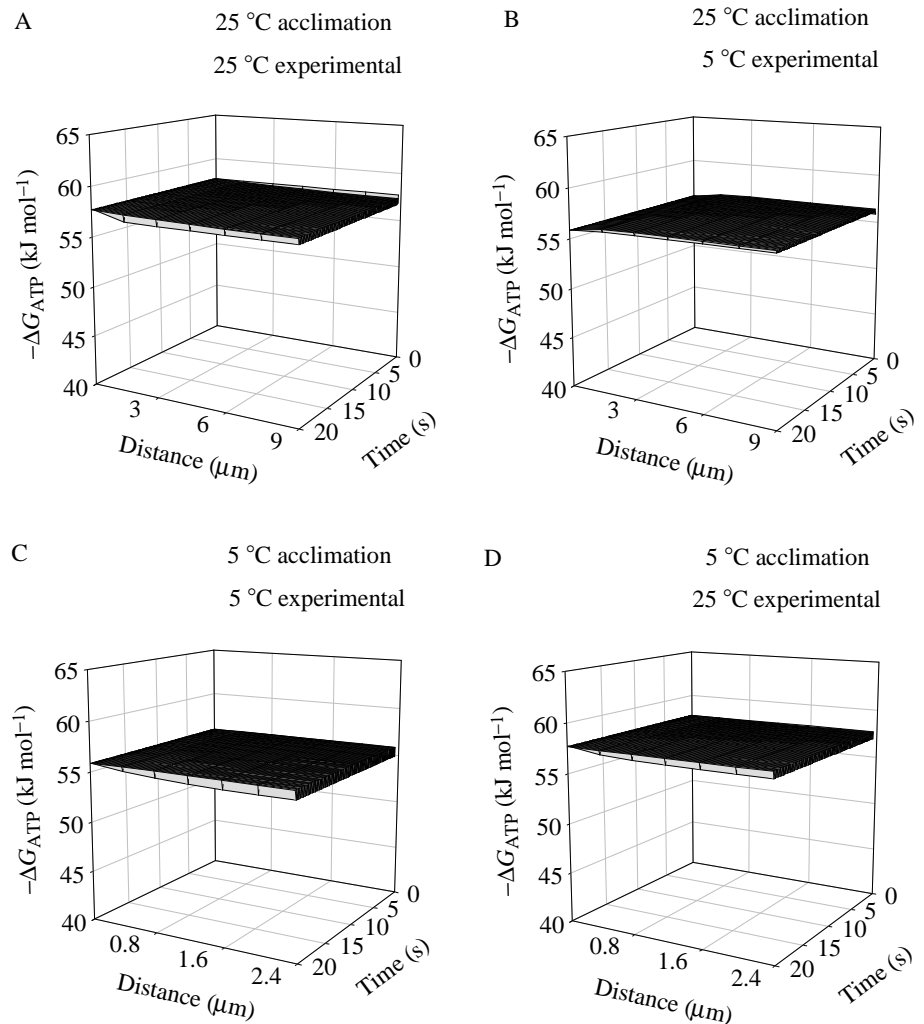 A
25 °C acclimation
25 °C experimental
65
60
55
50
45
40
−ΔG_ATP (kJ mol⁻¹)
3
6
9
Distance (μm)
0
5
10
15
20
Time (s)
B
25 °C acclimation
5 °C experimental
65
60
55
50
45
40
−ΔG_ATP (kJ mol⁻¹)
3
6
9
Distance (μm)
0
5
10
15
20
Time (s)
C
5 °C acclimation
5 °C experimental
65
60
55
50
45
40
−ΔG_ATP (kJ mol⁻¹)
0.8
1.6
2.4
Distance (μm)
0
5
10
15
20
Time (s)
D
5 °C acclimation
25 °C experimental
65
60
55
50
45
40
−ΔG_ATP (kJ mol⁻¹)
0.8
1.6
2.4
Distance (μm)
0
5
10
15
20
Time (s)